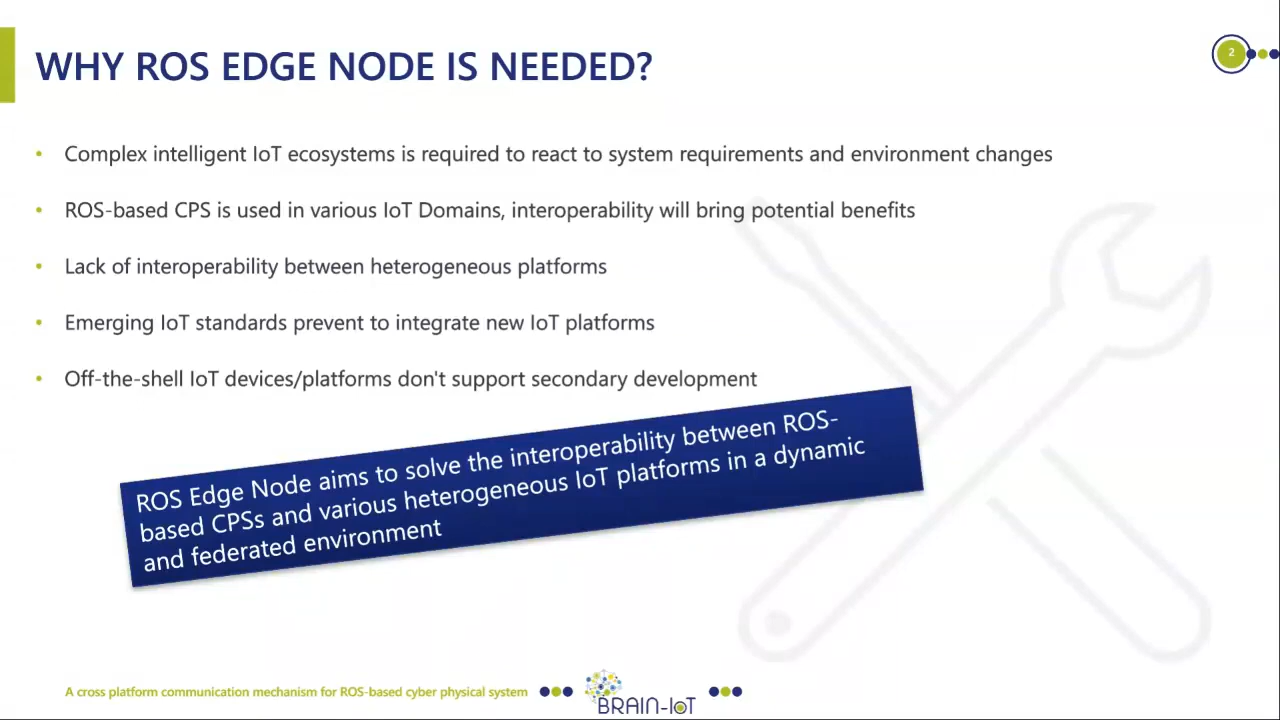 WHY ROS EDGE NODE IS NEEDED?
2
• Complex intelligent IoT ecosystems is required to react to system requirements and environment changes
• ROS-based CPS is used in various IoT Domains, interoperability will bring potential benefits
• Lack of interoperability between heterogeneous platforms
• Emerging IoT standards prevent to integrate new IoT platforms
• Off-the-shell IoT devices/platforms don't support secondary development
ROS Edge Node aims to solve the interoperability between ROS-
based CPSs and various heterogeneous IoT platforms in a dynamic
and federated environment
A cross platform communication mechanism for ROS-based cyber physical system
BRAIN-IoT